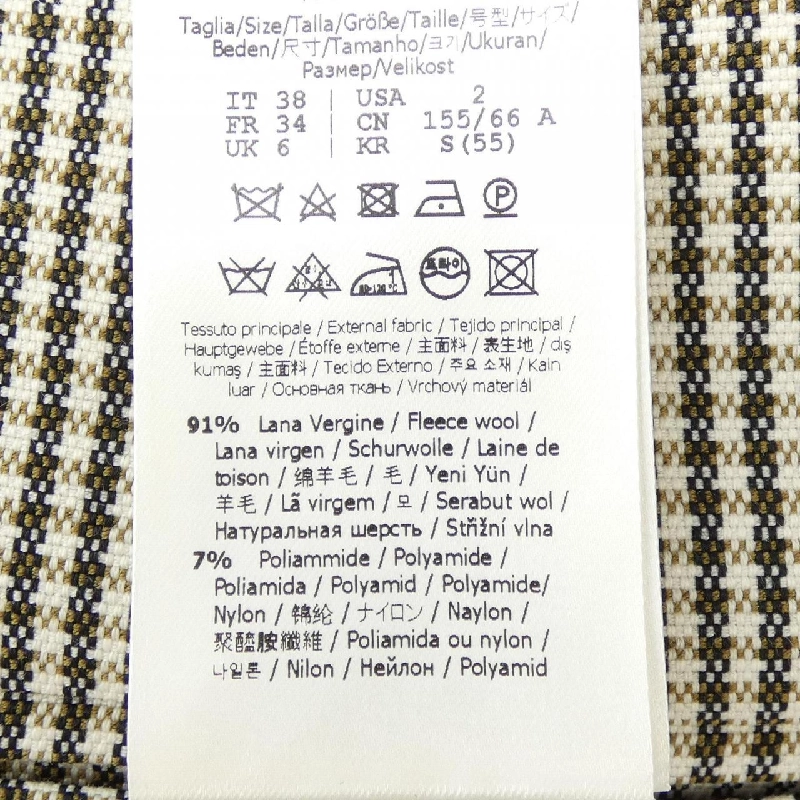 Taglia/Size/Talla/Größe/Taille/号型/サイズ/
Beden/尺寸/Tamanho/크기/Ukuran/
Размер/Velikost
IT 38 | USA 2
FR 34 | CN 155/66 A
UK 6 | KR S(55)
P
드라이
Tessuto principale / External fabric / Tejido principal /
Hauptgewebe / Étoffe externe / 主面料 / 表生地 / dış
kumaş / 主面料 / Tecido Externo / 주요 소재 / Kain
luar / Основная ткань / Vrchový materiál
91% Lana Vergine / Fleece wool /
Lana virgen / Schurwolle / Laine de
toison / 绵羊毛 / 毛 / Yeni Yün /
羊毛 / Lã virgem / 모 / Serabut wol /
Натуральная шерсть / Střžní vlna
7% Poliammide / Polyamide /
Poliamida / Polyamid / Polyamide/
Nylon / 锦纶 / ナイロン / Naylon /
聚醯胺纖維 / Poliamida ou nylon /
나일론 / Nilon / Нейлон / Polyamid